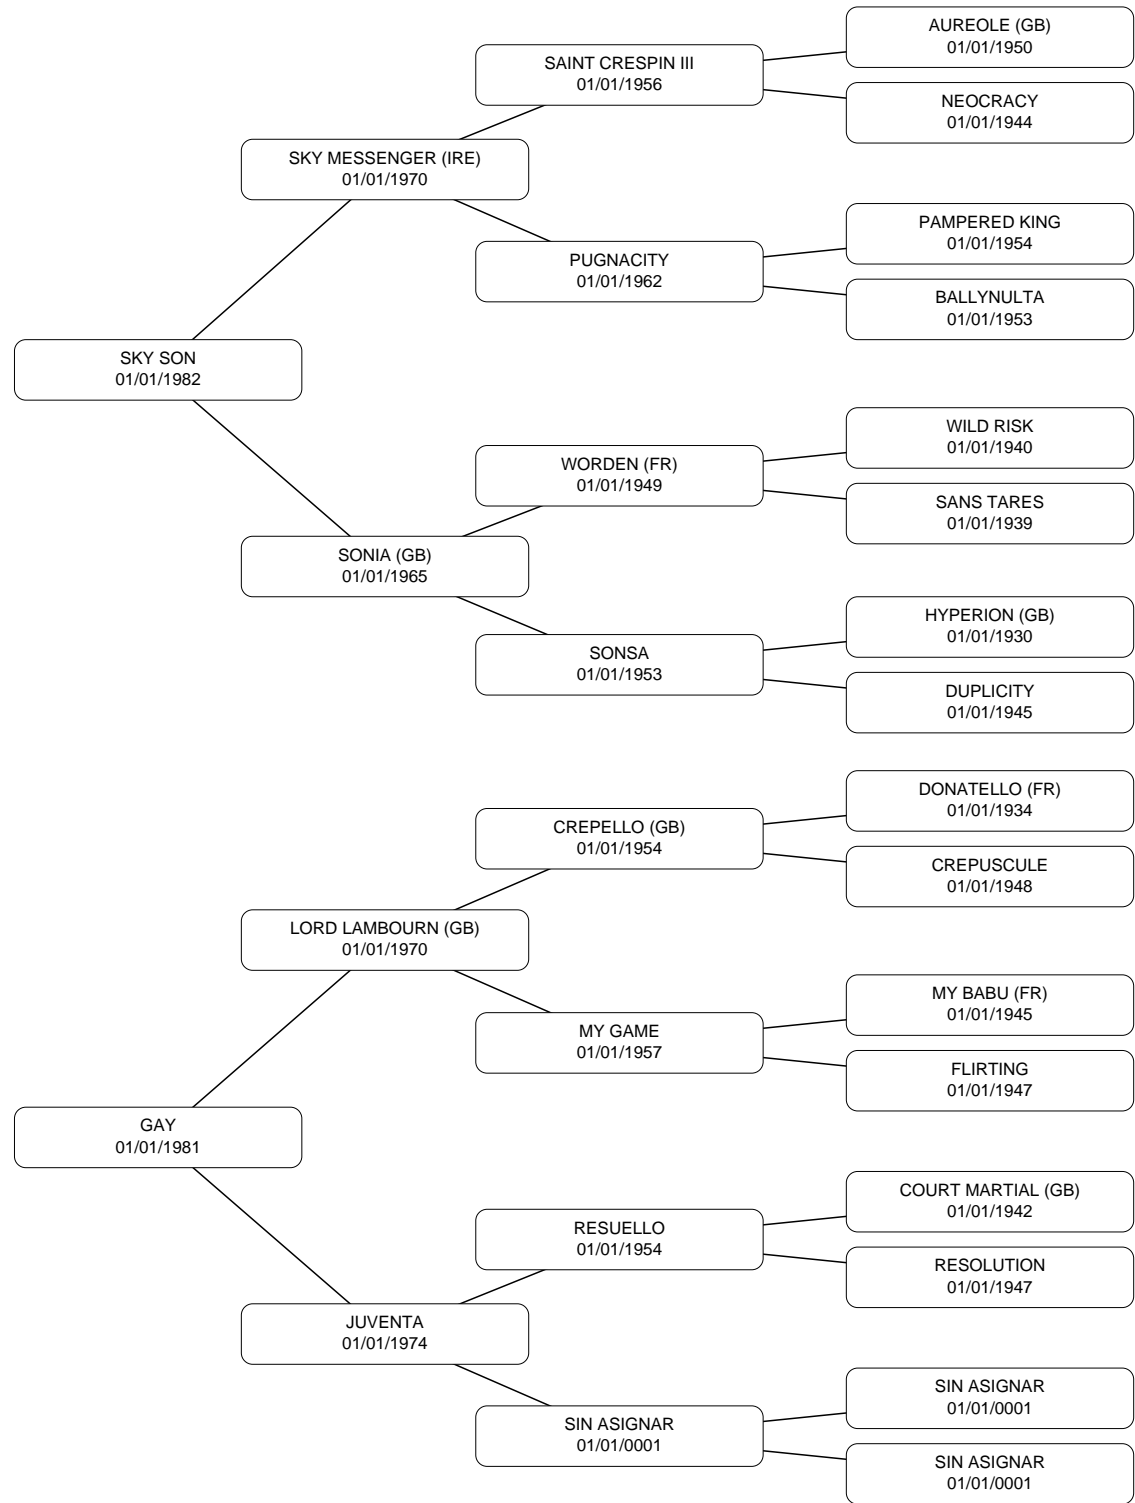 AUREOLE (GB)
01/01/1950
SAINT CRESPIN III
01/01/1956
NEOCRACY
01/01/1944
SKY MESSENGER (IRE)
01/01/1970
PAMPERED KING
01/01/1954
PUGNACITY
01/01/1962
BALLYNULTA
01/01/1953
SKY SON
01/01/1982
WILD RISK
01/01/1940
WORDEN (FR)
01/01/1949
SANS TARES
01/01/1939
SONIA (GB)
01/01/1965
HYPERION (GB)
01/01/1930
SONSA
01/01/1953
DUPLICITY
01/01/1945
DONATELLO (FR)
01/01/1934
CREPELLO (GB)
01/01/1954
CREPUSCULE
01/01/1948
LORD LAMBOURN (GB)
01/01/1970
MY BABU (FR)
01/01/1945
MY GAME
01/01/1957
FLIRTING
01/01/1947
GAY
01/01/1981
COURT MARTIAL (GB)
01/01/1942
RESUELLO
01/01/1954
RESOLUTION
01/01/1947
JUVENTA
01/01/1974
SIN ASIGNAR
01/01/0001
SIN ASIGNAR
01/01/0001
SIN ASIGNAR
01/01/0001